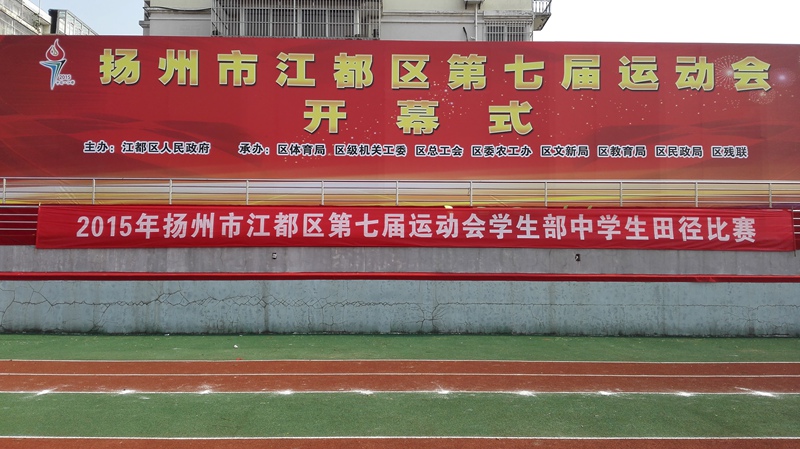 扬州市江都区第七届运动会
开幕式
2015
主办：江都区人民政府 承办：区体育局 区级机关工委 区总工会 区委农工办 区文新局 区教育局 区民政局 区残联
2015年扬州市江都区第七届运动会学生部中学生田径比赛